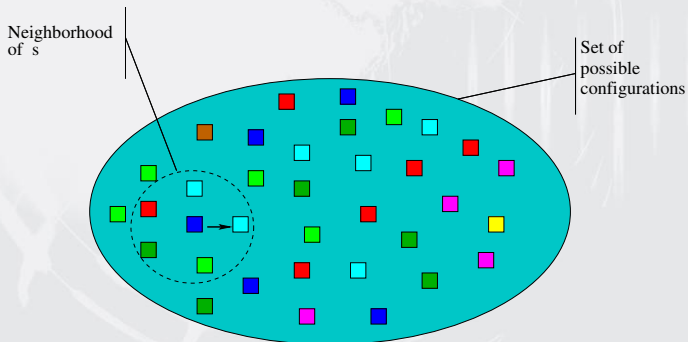 Neighborhood
of s
Set of
possible
configurations